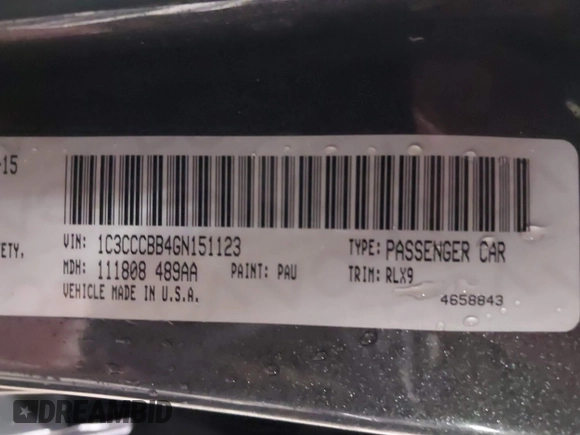 -15
ETY,
VIN: 1C3CCCBB4GN151123
TYPE: PASSENGER CAR
MDH: 111808 489AA
PAINT: PAU
TRIM: RLX9
VEHICLE MADE IN U.S.A.
4658843
DREAMBID